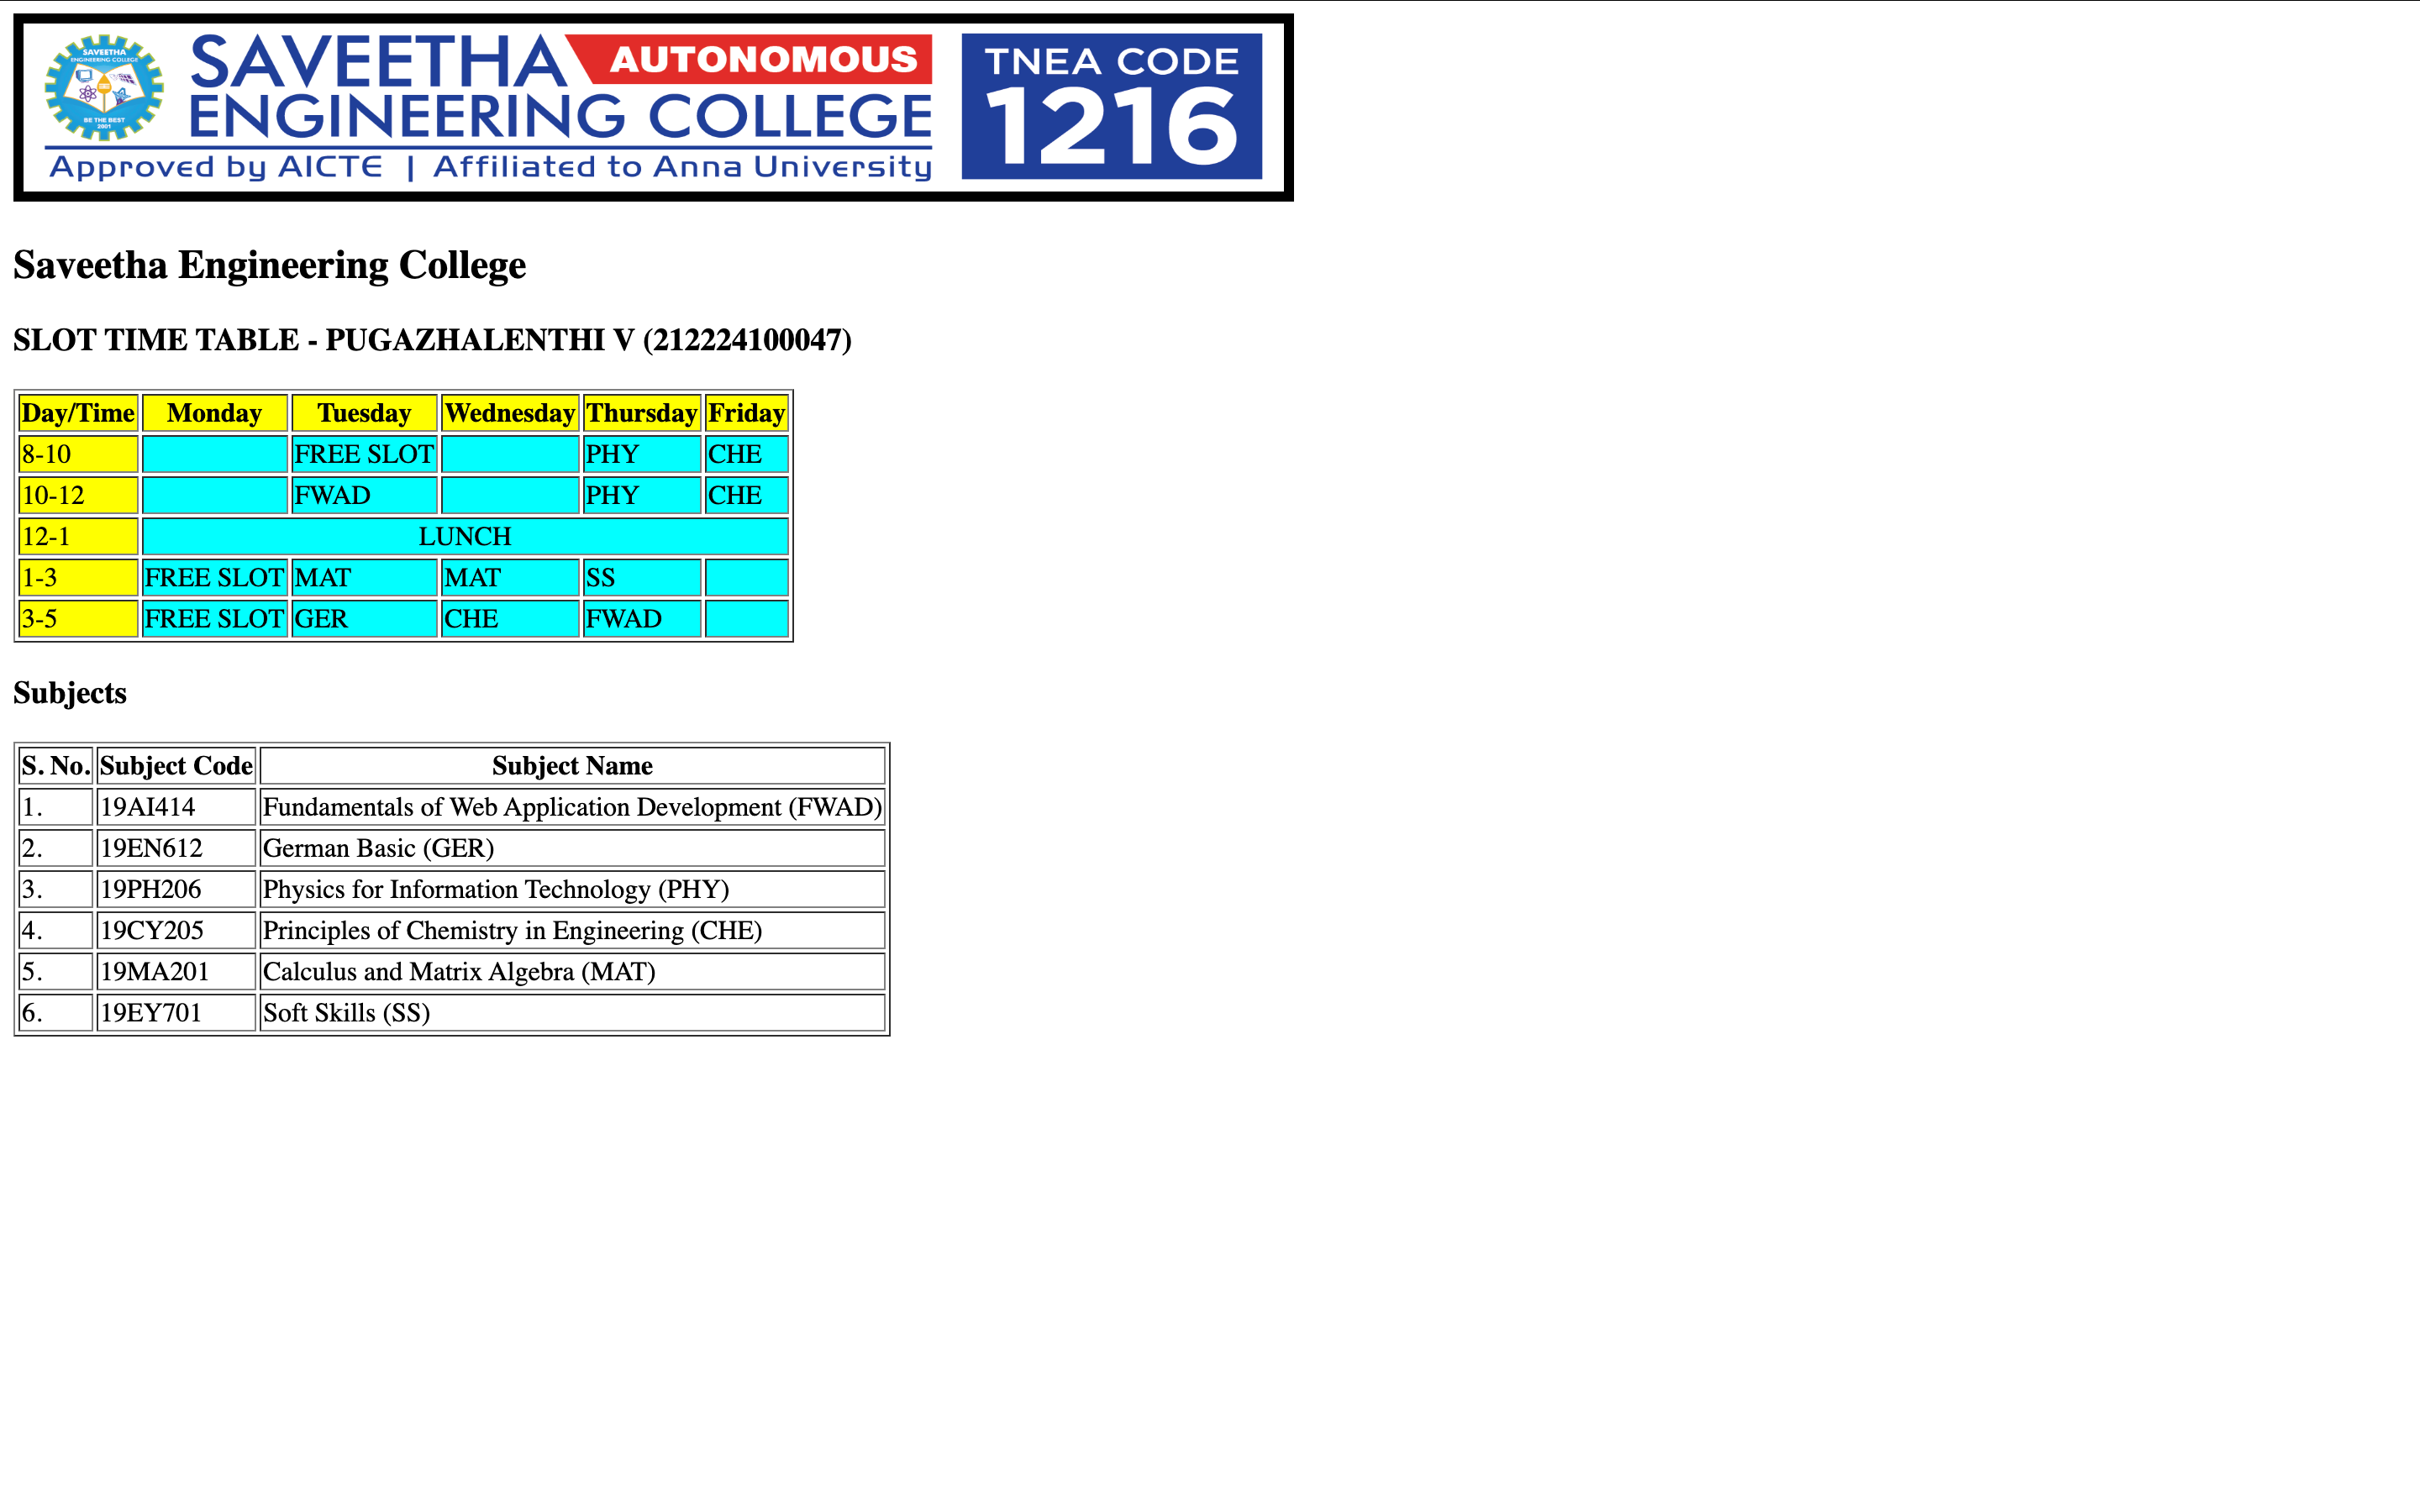 SAVEETHA
ENGINEERING COLLEGE
BE THE BEST
2001
SAVEETHA AUTONOMOUS
ENGINEERING COLLEGE
Approved by AICTE | Affiliated to Anna University
TNEA CODE
1216
Saveetha Engineering College
SLOT TIME TABLE - PUGAZHALENTHI V (212224100047)
Day/Time Monday Tuesday Wednesday Thursday Friday
8-10 FREE SLOT PHY CHE
10-12 FWAD PHY CHE
12-1 LUNCH
1-3 FREE SLOT MAT MAT SS
3-5 FREE SLOT GER CHE FWAD
Subjects
S. No. Subject Code Subject Name
1. 19AI414 Fundamentals of Web Application Development (FWAD)
2. 19EN612 German Basic (GER)
3. 19PH206 Physics for Information Technology (PHY)
4. 19CY205 Principles of Chemistry in Engineering (CHE)
5. 19MA201 Calculus and Matrix Algebra (MAT)
6. 19EY701 Soft Skills (SS)